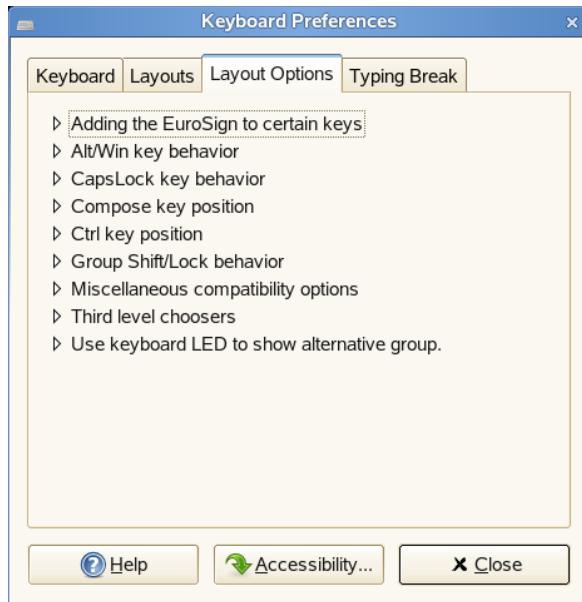 Keyboard Preferences
Keyboard Layouts Layout Options Typing Break
Adding the EuroSign to certain keys
Alt/Win key behavior
CapsLock key behavior
Compose key position
Ctrl key position
Group Shift/Lock behavior
Miscellaneous compatibility options
Third level choosers
Use keyboard LED to show alternative group.
Help Accessibility... Close